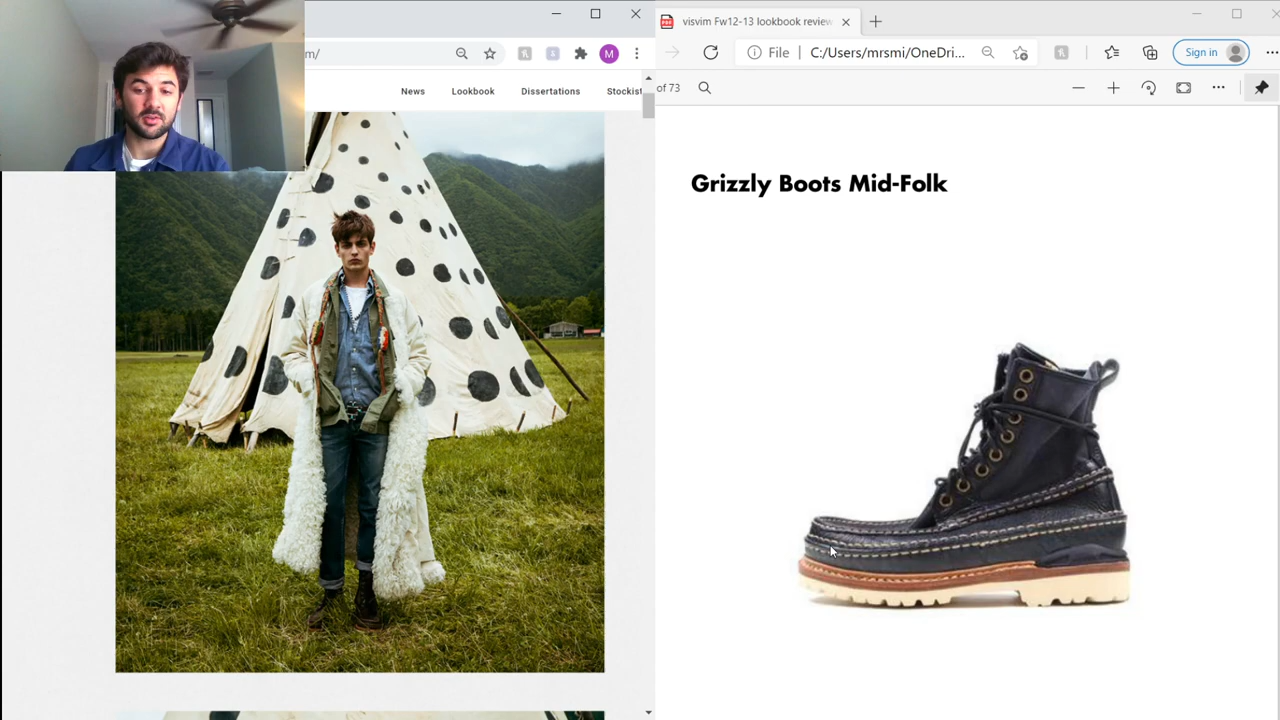 m/
M
News Lookbook Dissertations Stockist
visvim Fw12-13 lookbook review
File C:/Users/mrsmi/OneDri...
Sign in
of 73
Grizzly Boots Mid-Folk